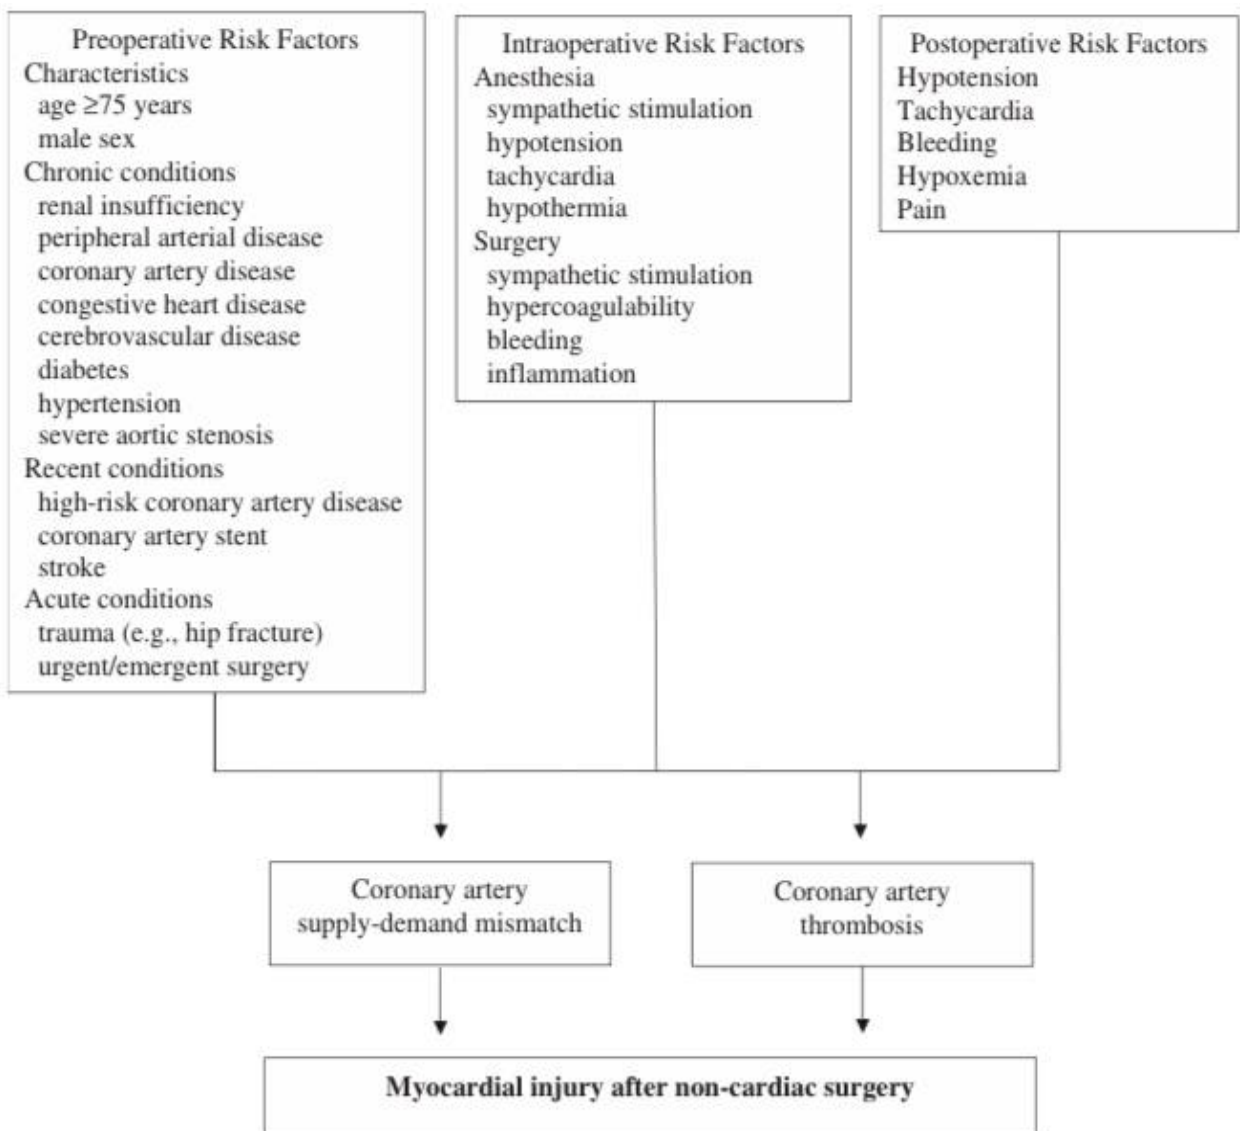 Preoperative Risk Factors
Characteristics
age ≥75 years
male sex
Chronic conditions
renal insufficiency
peripheral arterial disease
coronary artery disease
congestive heart disease
cerebrovascular disease
diabetes
hypertension
severe aortic stenosis
Recent conditions
high-risk coronary artery disease
coronary artery stent
stroke
Acute conditions
trauma (e.g., hip fracture)
urgent/emergent surgery
Intraoperative Risk Factors
Anesthesia
sympathetic stimulation
hypotension
tachycardia
hypothermia
Surgery
sympathetic stimulation
hypercoagulability
bleeding
inflammation
Postoperative Risk Factors
Hypotension
Tachycardia
Bleeding
Hypoxemia
Pain
Coronary artery
supply-demand mismatch
Coronary artery
thrombosis
Myocardial injury after non-cardiac surgery